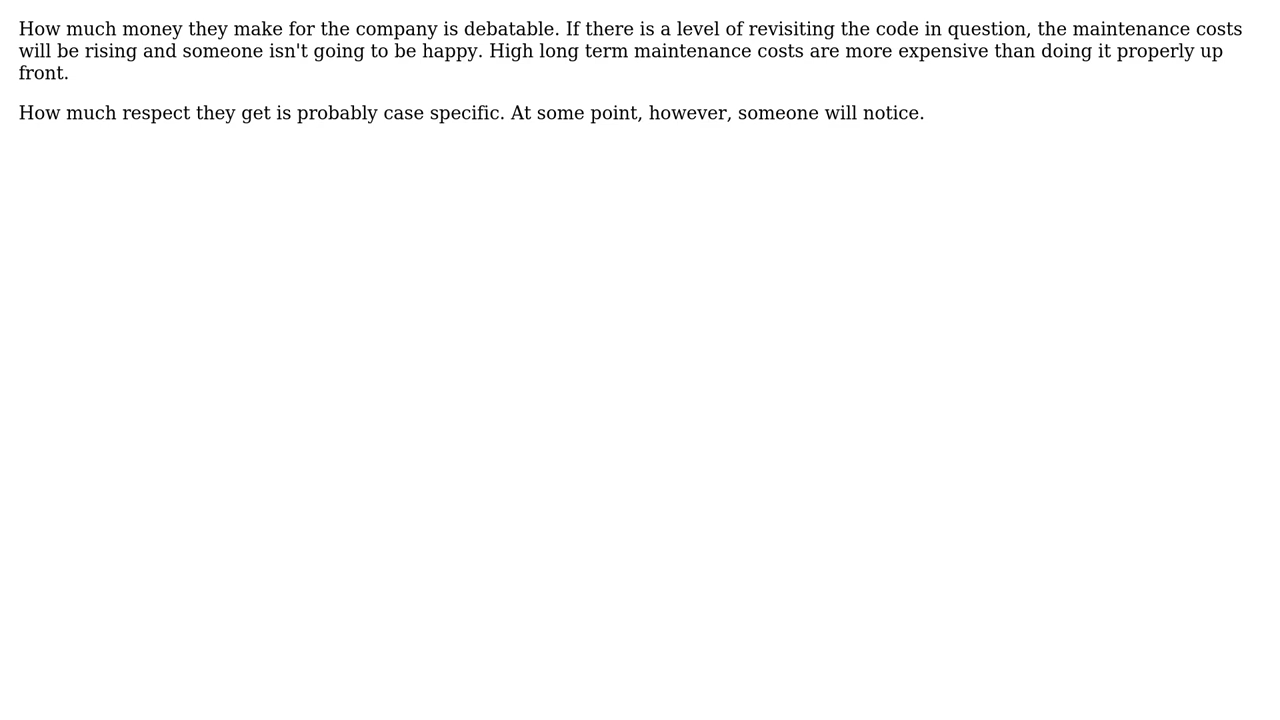 How much money they make for the company is debatable. If there is a level of revisiting the code in question, the maintenance costs
will be rising and someone isn't going to be happy. High long term maintenance costs are more expensive than doing it properly up
front.
How much respect they get is probably case specific. At some point, however, someone will notice.